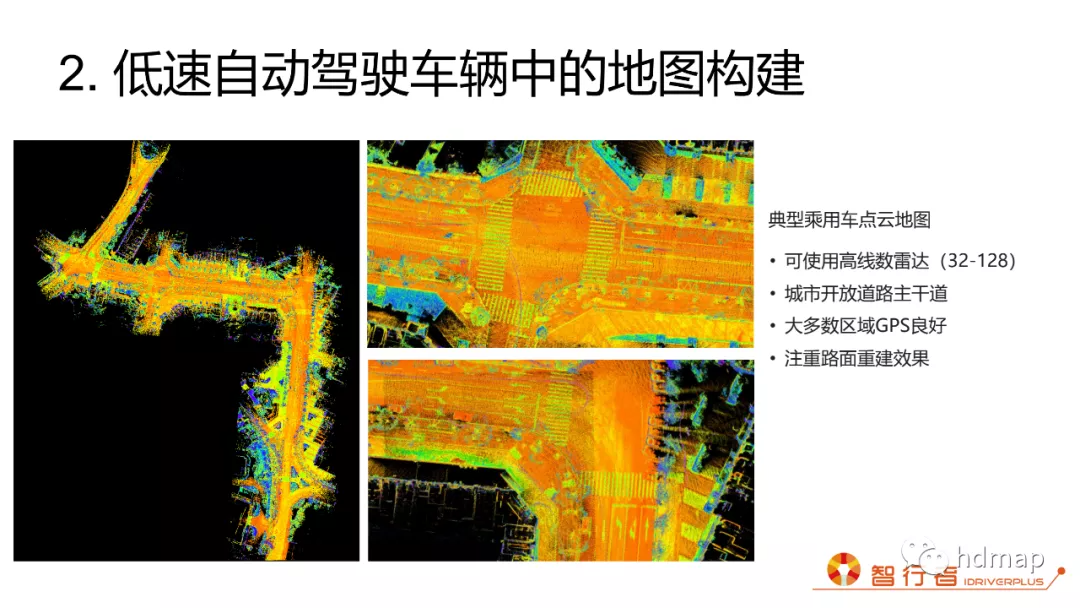 2. 低速自动驾驶车辆中的地图构建
典型乘用车点云地图
• 可使用高线数雷达（32-128）
• 城市开放道路主干道
• 大多数区域GPS良好
• 注重路面重建效果
hdmap
智行者
IDRIVERPLUS